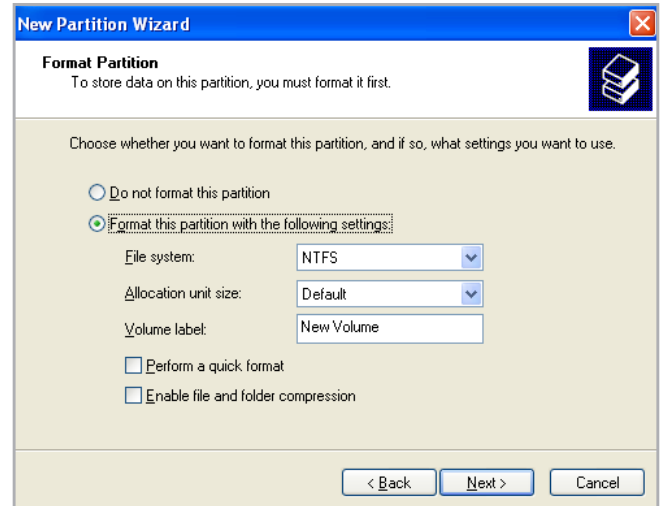 New Partition Wizard
Format Partition
To store data on this partition, you must format it first.
Choose whether you want to format this partition, and if so, what settings you want to use.
Do not format this partition
Format this partition with the following settings:
File system: NTFS
Allocation unit size: Default
Volume label: New Volume
Perform a quick format
Enable file and folder compression
< Back Next > Cancel